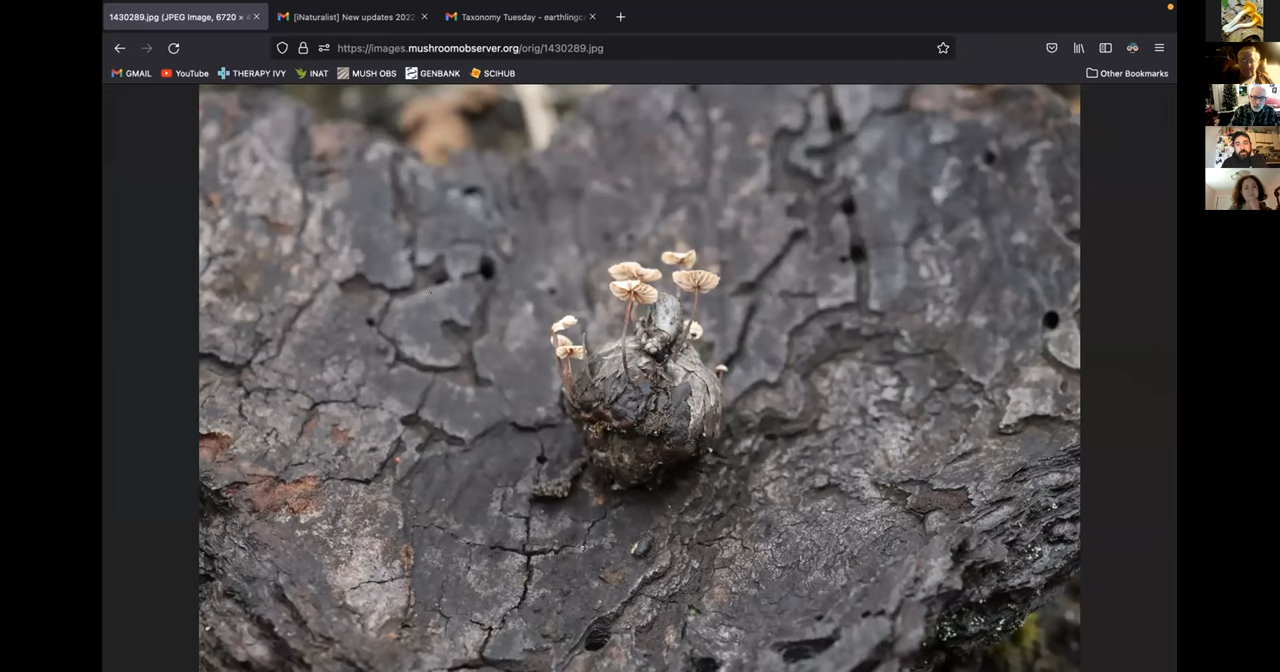 1430289.jpg (JPEG Image, 6720 ×
[iNaturalist] New updates 2022
Taxonomy Tuesday - earthling
https://images.mushroomobserver.org/orig/1430289.jpg
GMAIL YouTube THERAPY IVY INAT MUSH OBS GENBANK SCIHUB Other Bookmarks